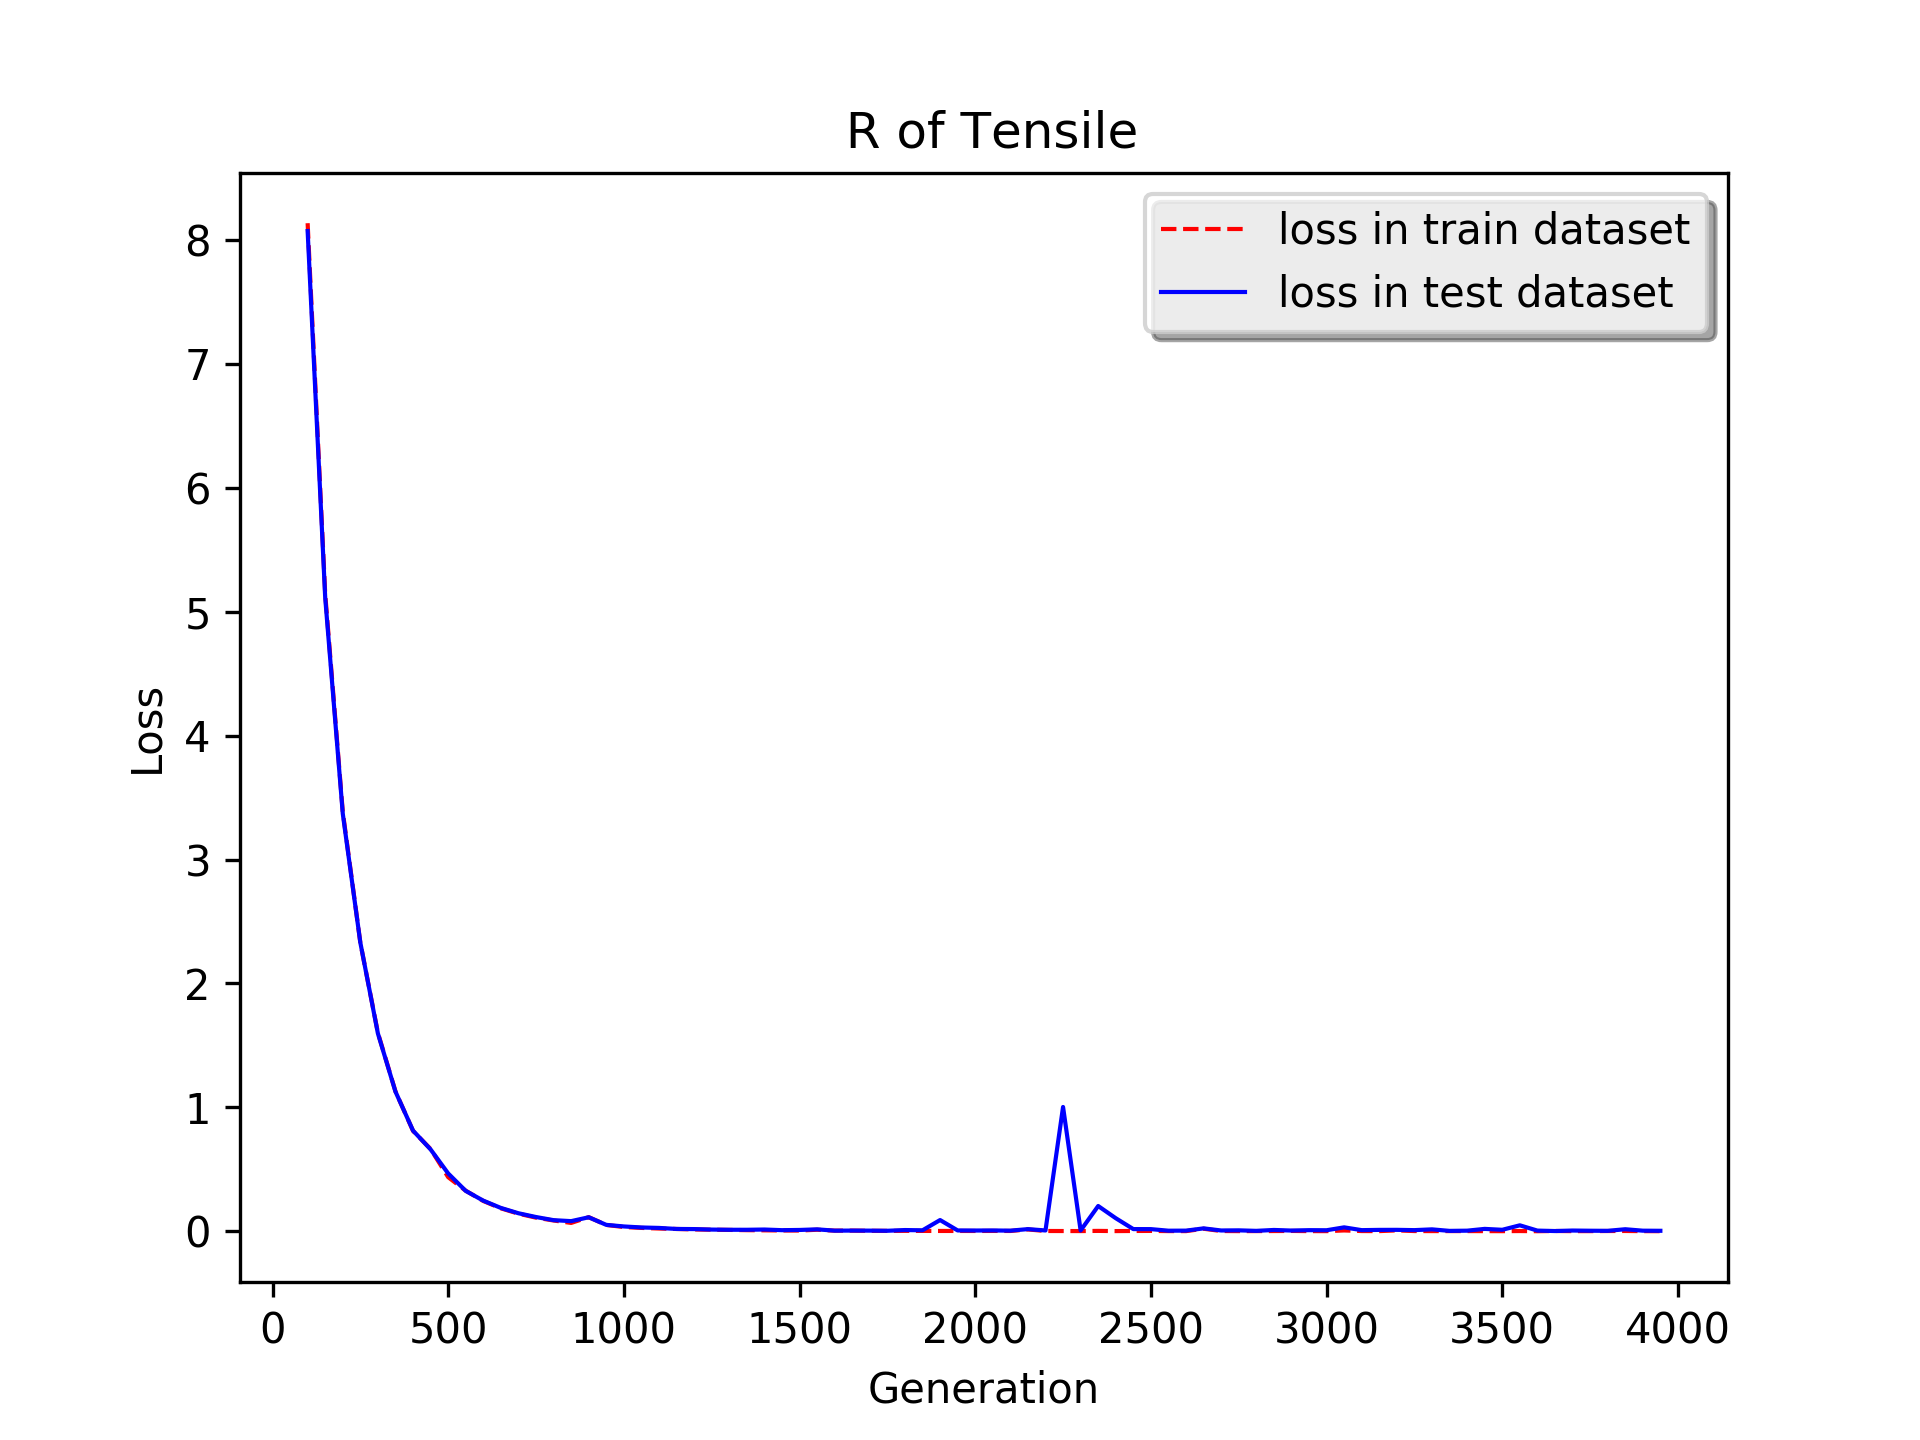 R of Tensile
loss in train dataset
loss in test dataset
Loss
8
7
6
5
4
3
2
1
0
0 500 1000 1500 2000 2500 3000 3500 4000
Generation